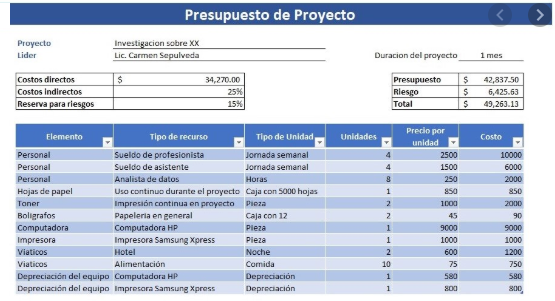 Presupuesto de Proyecto
Proyecto Investigacion sobre XX
Lider Lic. Carmen Sepulveda Duracion del proyecto 1 mes
Costos directos $ 34,270.00 Presupuesto $ 42,837.50
Costos indirectos 25% Riesgo $ 6,425.63
Reserva para riesgos 15% Total $ 49,263.13
Elemento Tipo de recurso Tipo de Unidad Unidades Precio por unidad Costo
Personal Sueldo de profesionista Jornada semanal 4 2500 10000
Personal Sueldo de asistente Jornada semanal 4 1500 6000
Personal Analista de datos Horas 8 250 2000
Hojas de papel Uso continuo durante el proyecto Caja con 5000 hojas 1 850 850
Toner Impresión continua en proyecto Pieza 2 1000 2000
Boligrafos Papeleria en general Caja con 12 2 45 90
Computadora Computadora HP Pieza 1 9000 9000
Impresora Impresora Samsung Xpress Pieza 1 1000 1000
Viaticos Hotel Noche 2 600 1200
Viaticos Alimentación Comida 10 75 750
Depreciación del equipo Computadora HP Depreciación 1 580 580
Depreciación del equipo Impresora Samsung Xpress Depreciación 1 800 800